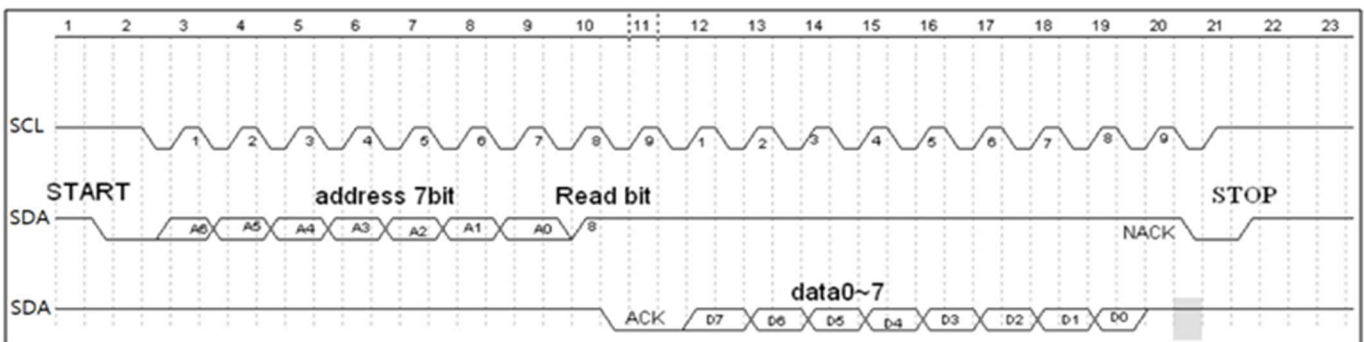 1 2 3 4 5 6 7 8 9 10 11 12 13 14 15 16 17 18 19 20 21 22 23
SCL 1 2 3 4 5 6 7 8 9 1 2 3 4 5 6 7 8 9
START address 7bit Read bit STOP
SDA A6 A5 A4 A3 A2 A1 A0 8 NACK
data0~7
SDA ACK D7 D6 D5 D4 D3 D2 D1 D0